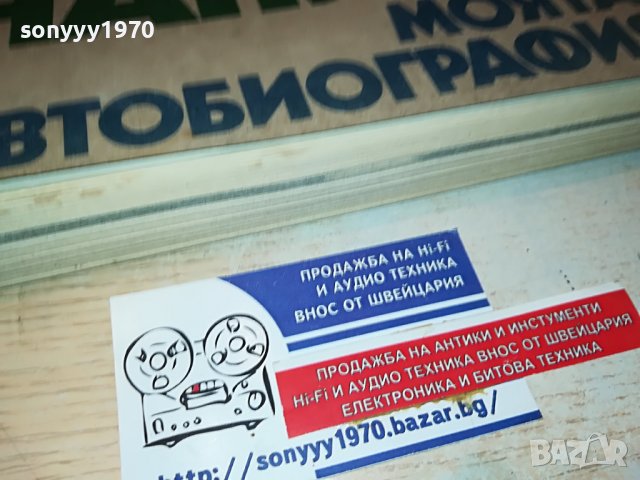 sonyyy1970
МОЯТА
АВТОБИОГРАФИЯ
ПРОДАЖБА НА Hi-Fi
И АУДИО ТЕХНИКА
ВНОС ОТ ШВЕЙЦАРИЯ
ПРОДАЖБА НА АНТИКИ И ИНСТУМЕНТИ
Hi-Fi И АУДИО ТЕХНИКА ВНОС ОТ ШВЕЙЦАРИЯ
ЕЛЕКТРОНИКА И БИТОВА ТЕХНИКА
http://sonyyy1970.bazar.bg/
BAZAR